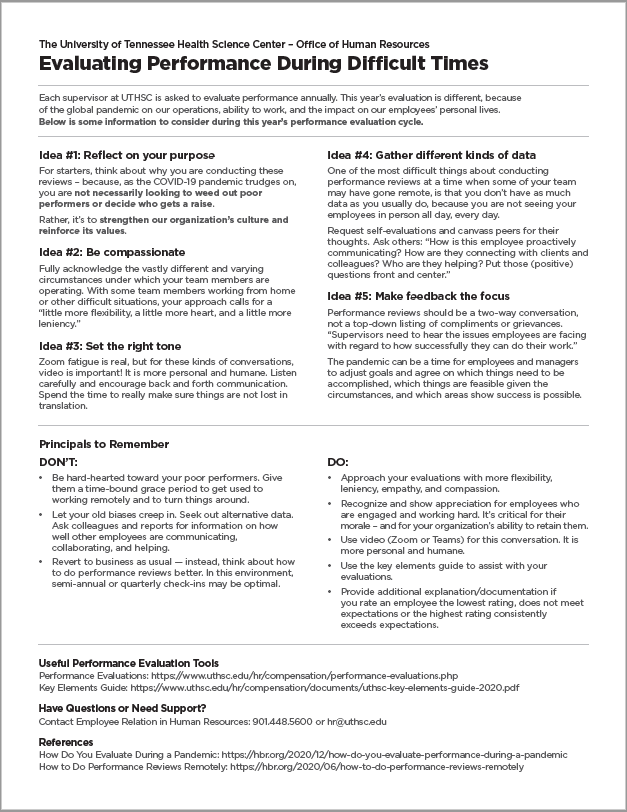 The University of Tennessee Health Science Center – Office of Human Resources
Evaluating Performance During Difficult Times
Each supervisor at UTHSC is asked to evaluate performance annually. This year's evaluation is different, because
of the global pandemic on our operations, ability to work, and the impact on our employees' personal lives.
Below is some information to consider during this year's performance evaluation cycle.
Idea #1: Reflect on your purpose
For starters, think about why you are conducting these
reviews – because, as the COVID-19 pandemic trudges on,
you are not necessarily looking to weed out poor
performers or decide who gets a raise.
Rather, it's to strengthen our organization's culture and
reinforce its values.
Idea #2: Be compassionate
Fully acknowledge the vastly different and varying
circumstances under which your team members are
operating. With some team members working from home
or other difficult situations, your approach calls for a
"little more flexibility, a little more heart, and a little more
leniency."
Idea #3: Set the right tone
Zoom fatigue is real, but for these kinds of conversations,
video is important! It is more personal and humane. Listen
carefully and encourage back and forth communication.
Spend the time to really make sure things are not lost in
translation.
Idea #4: Gather different kinds of data
One of the most difficult things about conducting
performance reviews at a time when some of your team
may have gone remote, is that you don't have as much
data as you usually do, because you are not seeing your
employees in person all day, every day.
Request self-evaluations and canvass peers for their
thoughts. Ask others: "How is this employee proactively
communicating? How are they connecting with clients and
colleagues? Who are they helping? Put those (positive)
questions front and center."
Idea #5: Make feedback the focus
Performance reviews should be a two-way conversation,
not a top-down listing of compliments or grievances.
"Supervisors need to hear the issues employees are facing
with regard to how successfully they can do their work."
The pandemic can be a time for employees and managers
to adjust goals and agree on which things need to be
accomplished, which things are feasible given the
circumstances, and which areas show success is possible.
Principals to Remember
DON'T:
• Be hard-hearted toward your poor performers. Give
them a time-bound grace period to get used to
working remotely and to turn things around.
• Let your old biases creep in. Seek out alternative data.
Ask colleagues and reports for information on how
well other employees are communicating,
collaborating, and helping.
• Revert to business as usual — instead, think about how
to do performance reviews better. In this environment,
semi-annual or quarterly check-ins may be optimal.
DO:
• Approach your evaluations with more flexibility,
leniency, empathy, and compassion.
• Recognize and show appreciation for employees who
are engaged and working hard. It's critical for their
morale – and for your organization's ability to retain them.
• Use video (Zoom or Teams) for this conversation. It is
more personal and humane.
• Use the key elements guide to assist with your
evaluations.
• Provide additional explanation/documentation if
you rate an employee the lowest rating, does not meet
expectations or the highest rating consistently
exceeds expectations.
Useful Performance Evaluation Tools
Performance Evaluations: https://www.uthsc.edu/hr/compensation/performance-evaluations.php
Key Elements Guide: https://www.uthsc.edu/hr/compensation/documents/uthsc-key-elements-guide-2020.pdf
Have Questions or Need Support?
Contact Employee Relation in Human Resources: 901.448.5600 or hr@uthsc.edu
References
How Do You Evaluate During a Pandemic: https://hbr.org/2020/12/how-do-you-evaluate-performance-during-a-pandemic
How to Do Performance Reviews Remotely: https://hbr.org/2020/06/how-to-do-performance-reviews-remotely